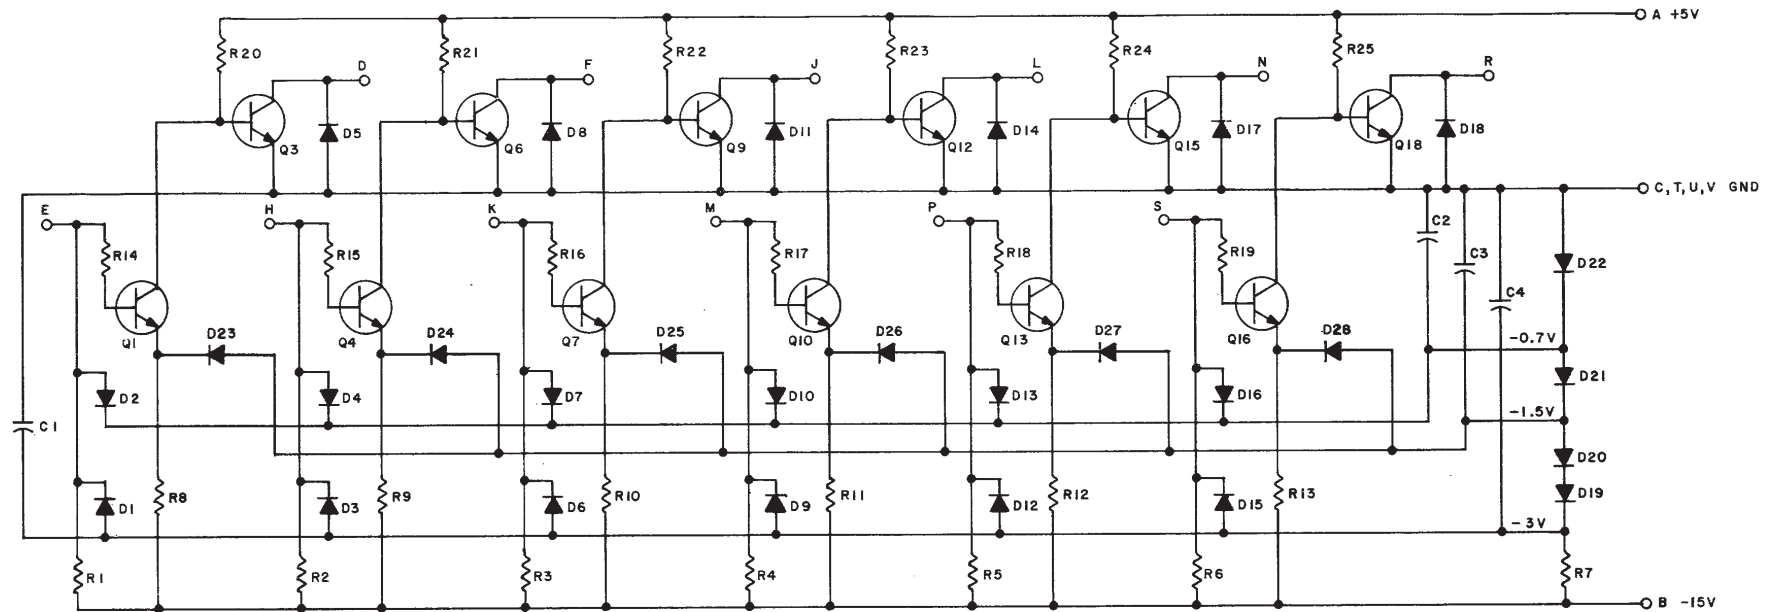 A +5V
R20
R21
R22
R23
R24
R25
D
F
J
L
N
R
Q3
D5
Q6
D8
Q9
D11
Q12
D14
Q15
D17
Q18
D18
C,T,U,V GND
E
H
K
M
P
S
C2
C3
C4
D22
R14
R15
R16
R17
R18
R19
Q1
D23
Q4
D24
Q7
D25
Q10
D26
Q13
D27
Q16
D28
-0.7V
D21
D2
D4
D7
D10
D13
D16
-1.5V
C1
D20
D19
D1
R8
D3
R9
D6
R10
D9
R11
D12
R12
D15
R13
-3V
R1
R2
R3
R4
R5
R6
R7
B -15V